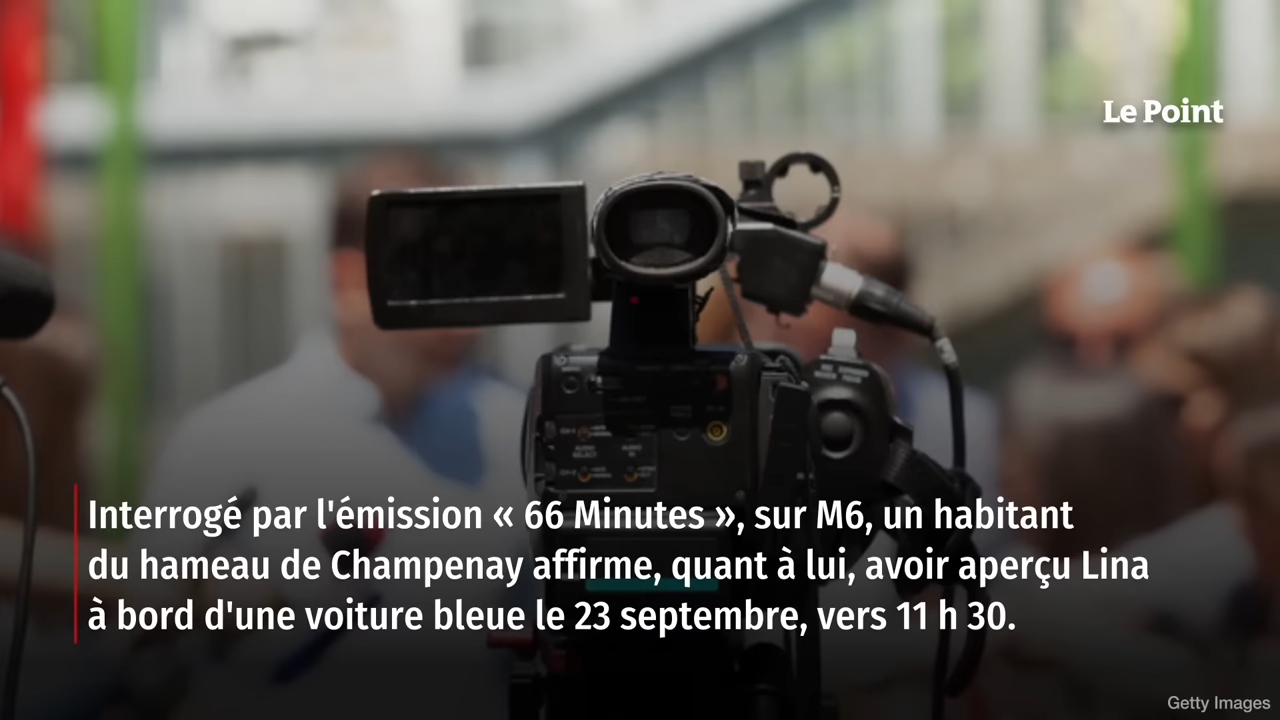 Le Point
Interrogé par l'émission « 66 Minutes », sur M6, un habitant
du hameau de Champenay affirme, quant à lui, avoir aperçu Lina
à bord d'une voiture bleue le 23 septembre, vers 11 h 30.
Getty Images